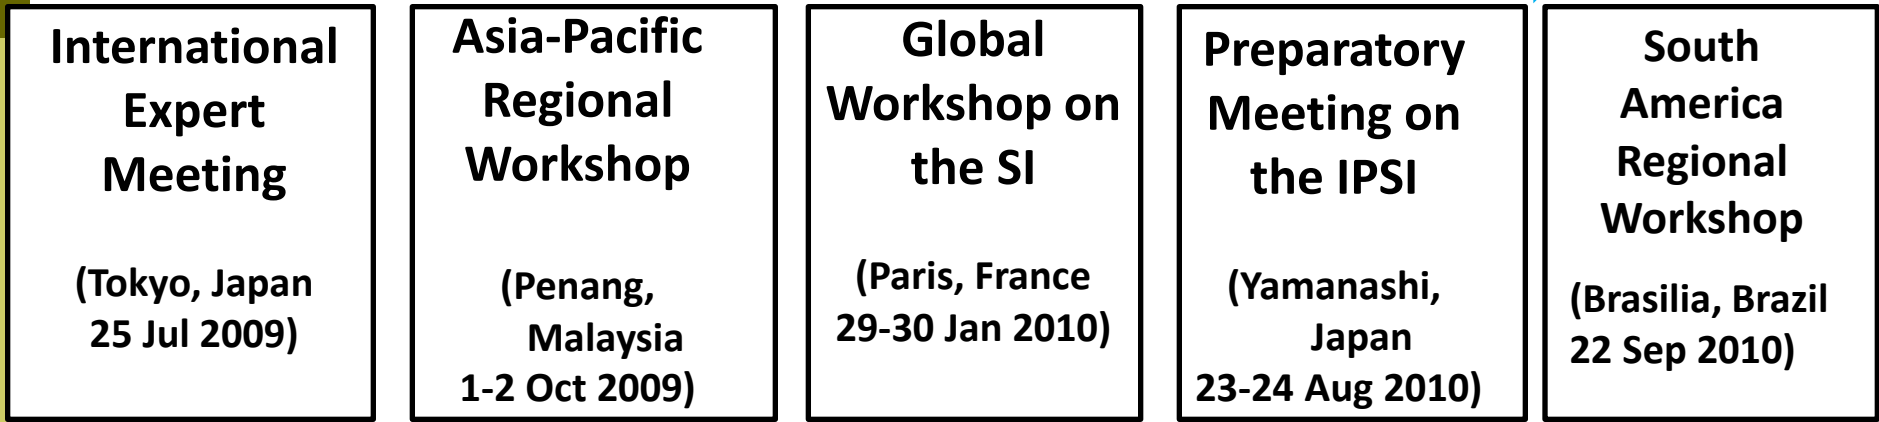 International
Expert
Meeting
(Tokyo, Japan
25 Jul 2009)
Asia-Pacific
Regional
Workshop
(Penang,
Malaysia
1-2 Oct 2009)
Global
Workshop on
the SI
(Paris, France
29-30 Jan 2010)
Preparatory
Meeting on
the IPSI
(Yamanashi,
Japan
23-24 Aug 2010)
South
America
Regional
Workshop
(Brasilia, Brazil
22 Sep 2010)